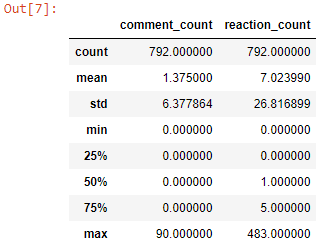 Out[7]:
comment_count reaction_count
count 792.000000 792.000000
mean 1.375000 7.023990
std 6.377864 26.816899
min 0.000000 0.000000
25% 0.000000 0.000000
50% 0.000000 1.000000
75% 0.000000 5.000000
max 90.000000 483.000000